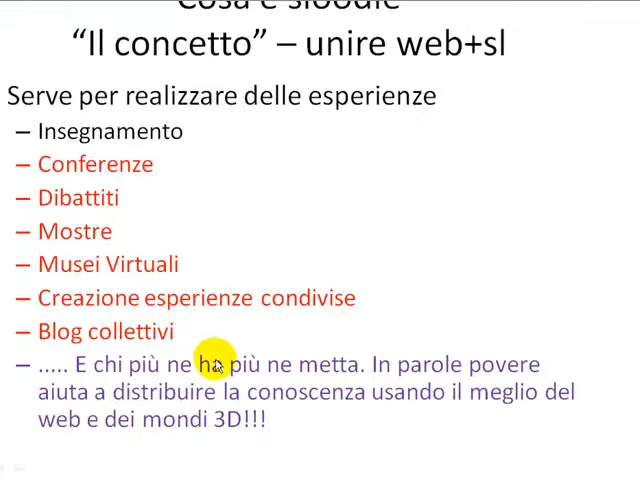 Cosa è sloodle
“Il concetto” – unire web+sl
Serve per realizzare delle esperienze
– Insegnamento
– Conferenze
– Dibattiti
– Mostre
– Musei Virtuali
– Creazione esperienze condivise
– Blog collettivi
– ..... E chi più ne ha più ne metta. In parole povere
aiuta a distribuire la conoscenza usando il meglio del
web e dei mondi 3D!!!